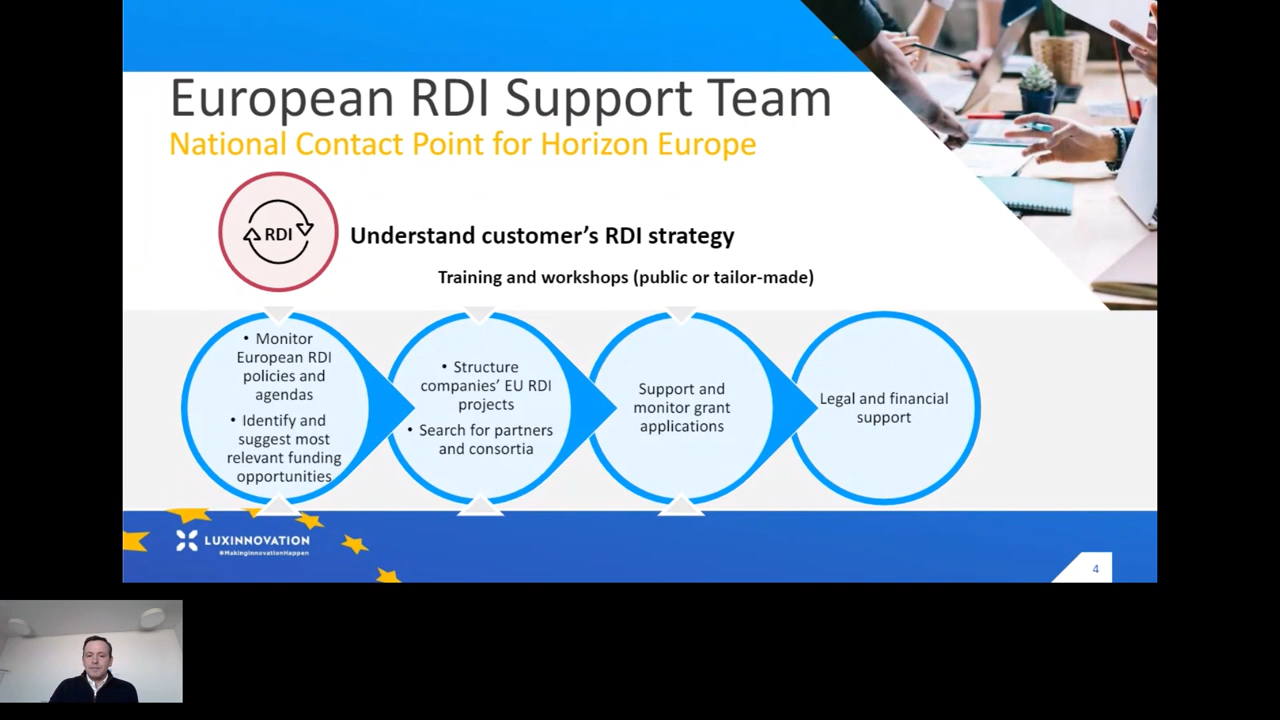 European RDI Support Team
National Contact Point for Horizon Europe
RDI
Understand customer's RDI strategy
Training and workshops (public or tailor-made)
• Monitor
European RDI
policies and
agendas
• Identify and
suggest most
relevant funding
opportunities
• Structure
companies' EU RDI
projects
• Search for partners
and consortia
Support and
monitor grant
applications
Legal and financial
support
LUXINNOVATION
#MakingInnovationHappen
4